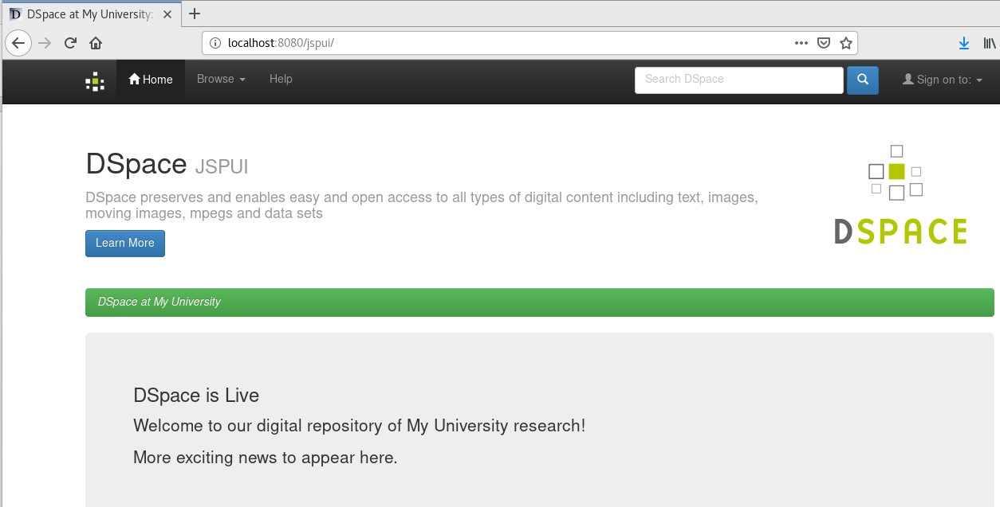 DSpace at My University:
localhost:8080/jspui/
Home Browse Help Search DSpace Sign on to:
DSpace JSPUI
DSpace preserves and enables easy and open access to all types of digital content including text, images,
moving images, mpegs and data sets
Learn More
DSPACE
DSpace at My University
DSpace is Live
Welcome to our digital repository of My University research!
More exciting news to appear here.